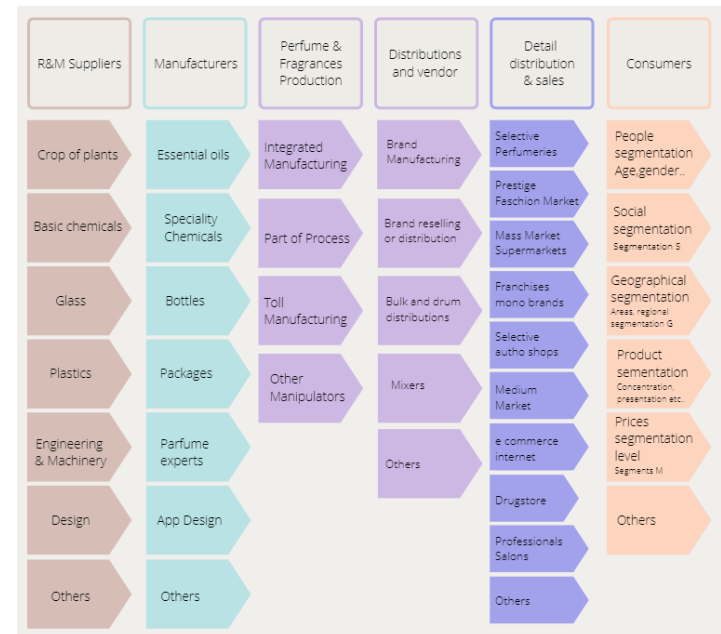 R&M Suppliers
Manufacturers
Perfume &
Fragrances
Production
Distributions
and vendor
Detail
distribution
& sales
Consumers
Crop of plants
Basic chemicals
Glass
Plastics
Engineering
& Machinery
Design
Others
Essential oils
Speciality
Chemicals
Bottles
Packages
Parfume
experts
App Design
Others
Integrated
Manufacturing
Part of Process
Toll
Manufacturing
Other
Manipulators
Brand
Manufacturing
Brand reselling
or distribution
Bulk and drum
distributions
Mixers
Others
Selective
Perfumeries
Prestige
Faschion Market
Mass Market
Supermarkets
Franchises
mono brands
Selective
autho shops
Medium
Market
e commerce
internet
Drugstore
Professionals
Salons
Others
People
segmentation
Age,gender..
Social
segmentation
Segmentation S
Geographical
segmentation
Areas, regional
segmentation G
Product
sementation
Concentration,
presentation etc..
Prices
segmentation
level
Segments M
Others